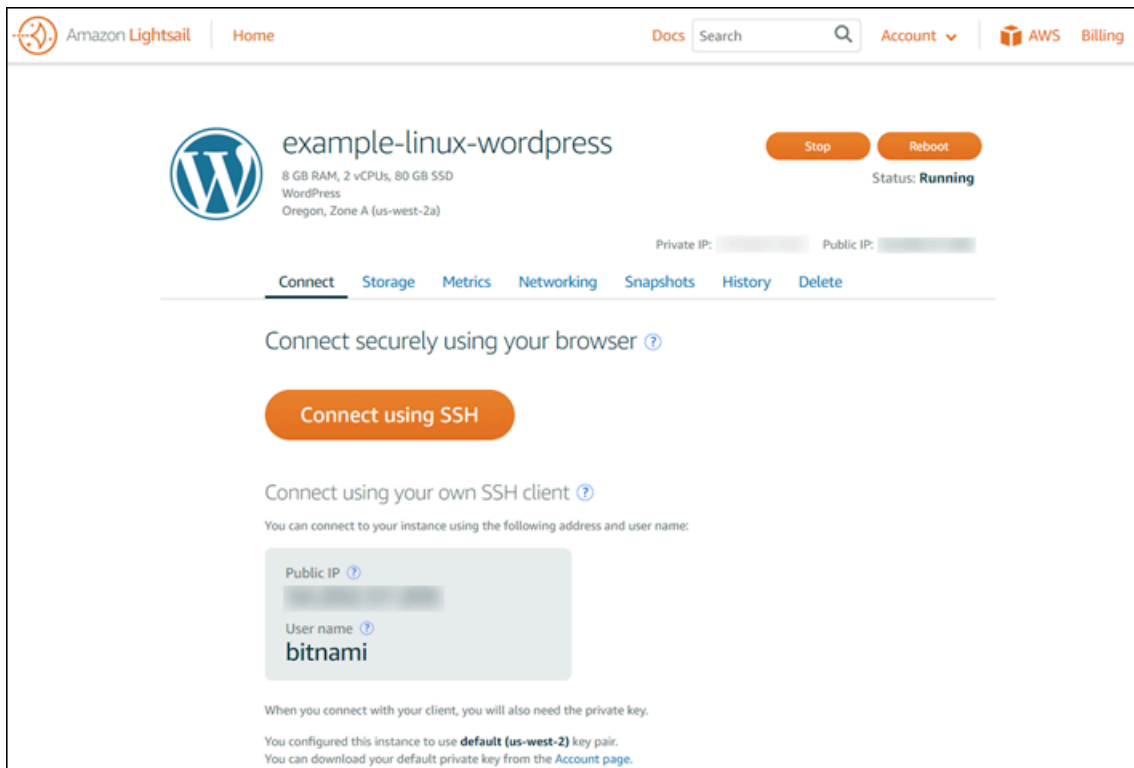 Amazon Lightsail Home Docs Search Account AWS Billing
example-linux-wordpress
Stop Reboot
8 GB RAM, 2 vCPUs, 80 GB SSD
Status: Running
WordPress
Oregon, Zone A (us-west-2a)
Private IP: Public IP:
Connect Storage Metrics Networking Snapshots History Delete
Connect securely using your browser ?
Connect using SSH
Connect using your own SSH client ?
You can connect to your instance using the following address and user name:
Public IP ?
User name ?
bitnami
When you connect with your client, you will also need the private key.
You configured this instance to use default (us-west-2) key pair.
You can download your default private key from the Account page.